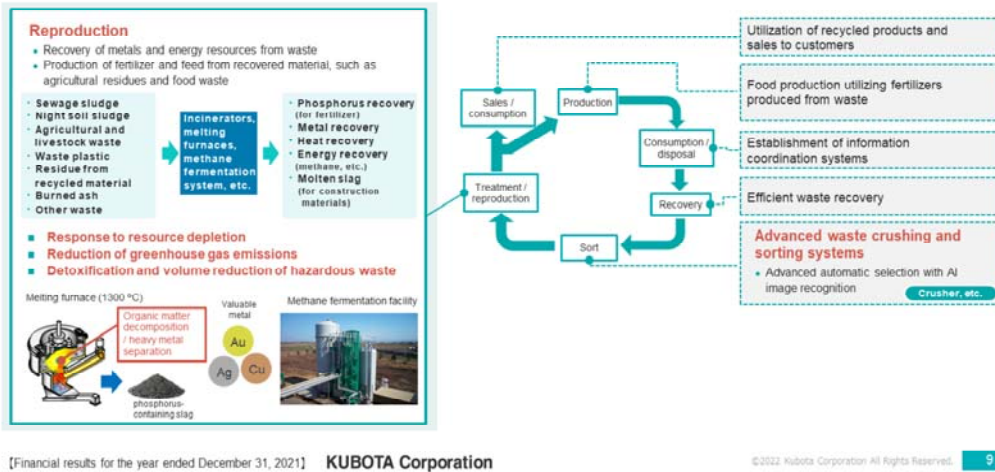 Reproduction
• Recovery of metals and energy resources from waste
• Production of fertilizer and feed from recovered material, such as
agricultural residues and food waste
• Sewage sludge
• Night soil sludge
• Agricultural and
livestock waste
• Waste plastic
• Residue from
recycled material
• Burned ash
• Other waste
Incinerators,
melting
furnaces,
methane
fermentation
system, etc.
• Phosphorus recovery
(for fertilizer)
• Metal recovery
• Heat recovery
• Energy recovery
(methane, etc.)
• Molten slag
(for construction
materials)
■ Response to resource depletion
■ Reduction of greenhouse gas emissions
■ Detoxification and volume reduction of hazardous waste
Melting furnace (1300 °C)
Organic matter
decomposition
/ heavy metal
separation
phosphorus-
containing slag
Valuable
metal
Au
Ag
Cu
Methane fermentation facility
Sales /
consumption
Production
Consumption /
disposal
Recovery
Sort
Treatment /
reproduction
Utilization of recycled products and
sales to customers
Food production utilizing fertilizers
produced from waste
Establishment of information
coordination systems
Efficient waste recovery
Advanced waste crushing and
sorting systems
• Advanced automatic selection with AI
image recognition
Crusher, etc.
【Financial results for the year ended December 31, 2021】 KUBOTA Corporation
©2022 Kubota Corporation All Rights Reserved. 9